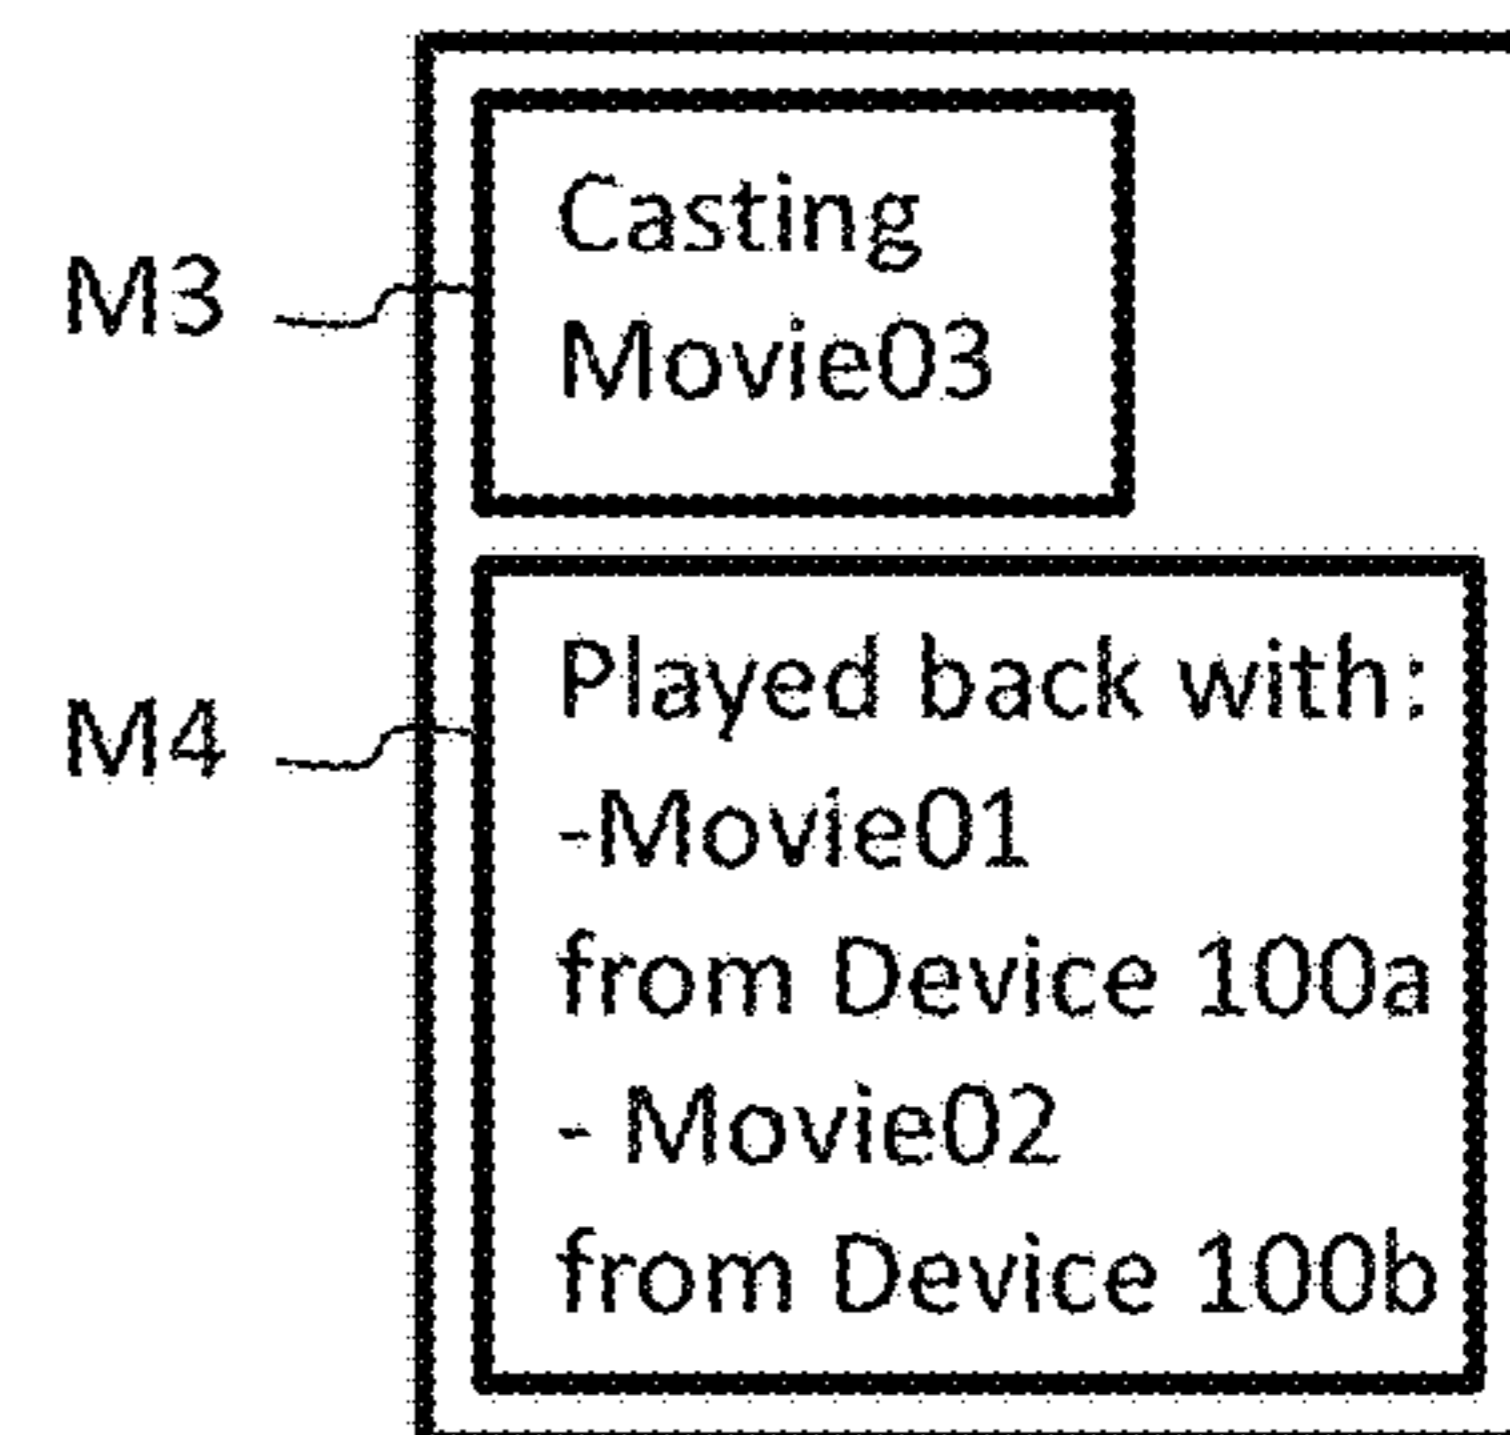 M3
Casting
Movie03
M4
Played back with:
-Movie01
from Device 100a
- Movie02
from Device 100b